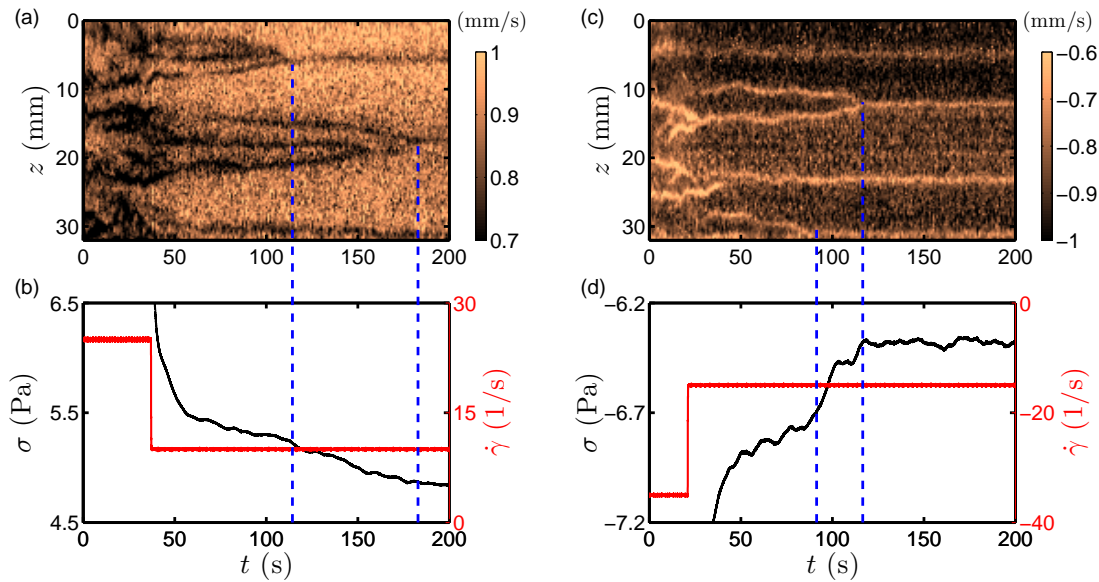 (a)
(mm/s)
z (mm)
0
10
20
30
0 50 100 150 200
1
0.9
0.8
0.7
(c)
(mm/s)
z (mm)
0
10
20
30
0 50 100 150 200
−0.6
−0.7
−0.8
−0.9
−1
(b)
σ (Pa)
6.5
5.5
4.5
0 50 100 150 200
t (s)
30
15
0
γ̇ (1/s)
(d)
σ (Pa)
−6.2
−6.7
−7.2
0 50 100 150 200
t (s)
0
−20
−40
γ̇ (1/s)